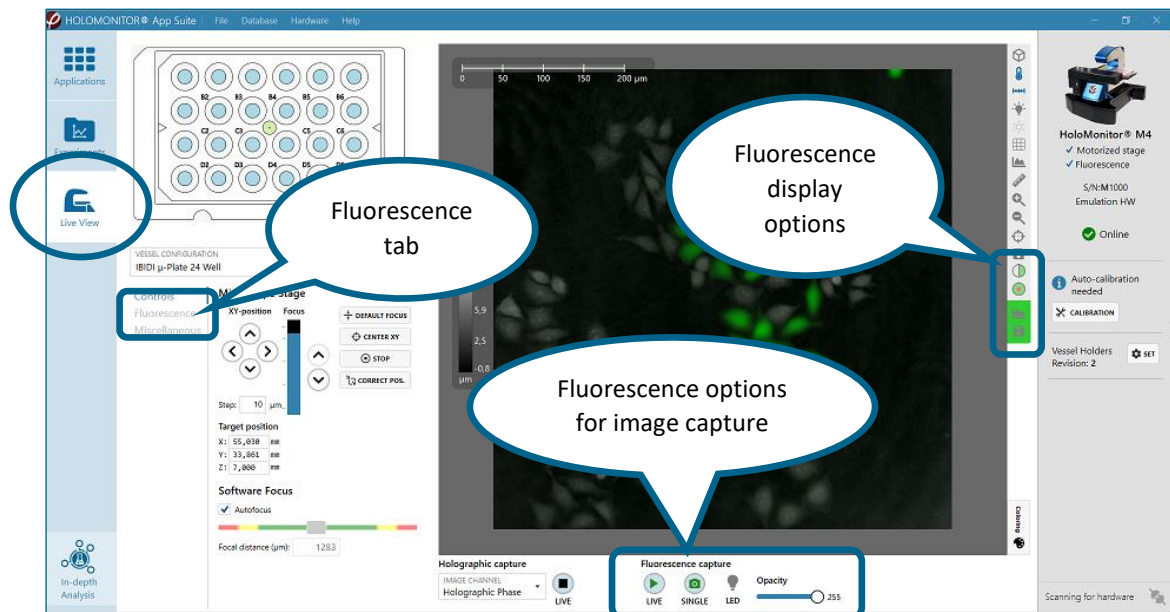 HOLOMONITOR® App Suite File Database Hardware Help
Applications
Experiments
Live View
In-depth
Analysis
B2 B3 B4 B5 B6
C2 C3 C4 C5 C6
D2 D3 D4 D5
VESSEL CONFIGURATION
IBIDI µ-Plate 24 Well
Fluorescence
tab
Controls
Fluorescence
Miscellaneous
Stage
XY-position Focus
DEFAULT FOCUS
CENTER XY
STOP
CORRECT POS.
Step: 10 µm
Target position
X: 55,030 mm
Y: 33,861 mm
Z: 7,000 mm
Software Focus
Autofocus
Focal distance (µm): 1283
0 50 100 150 200 µm
5,9
2,5
-0,8
µm
Fluorescence
display
options
Fluorescence options
for image capture
Coloring
Holographic capture
IMAGE CHANNEL
Holographic Phase
LIVE
Fluorescence capture
LIVE SINGLE LED
Opacity
255
HoloMonitor® M4
Motorized stage
Fluorescence
S/N:M1000
Emulation HW
Online
Auto-calibration
needed
CALIBRATION
Vessel Holders
Revision: 2
SET
Scanning for hardware